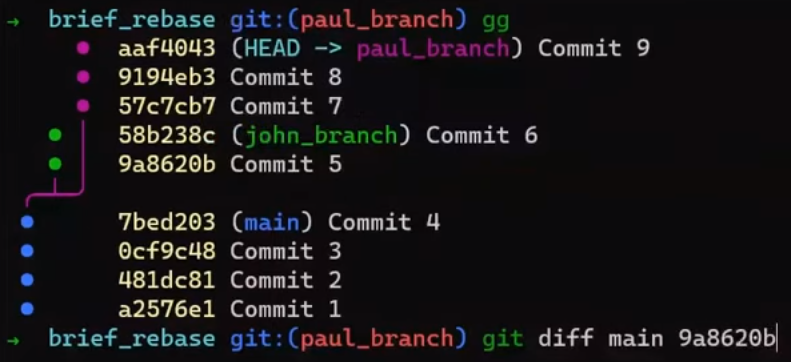 → brief_rebase git:(paul_branch) gg
aaf4043 (HEAD -> paul_branch) Commit 9
9194eb3 Commit 8
57c7cb7 Commit 7
58b238c (john_branch) Commit 6
9a8620b Commit 5
7bed203 (main) Commit 4
0cf9c48 Commit 3
481dc81 Commit 2
a2576e1 Commit 1
→ brief_rebase git:(paul_branch) git diff main 9a8620b